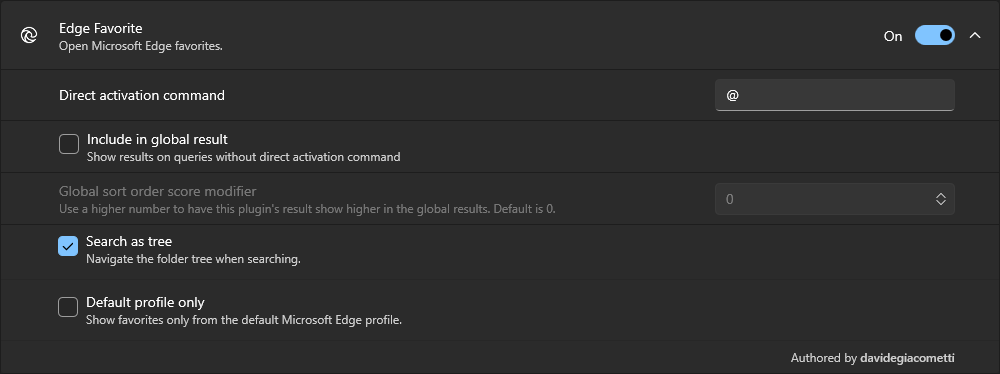 Edge Favorite
Open Microsoft Edge favorites.
On
Direct activation command
@
Include in global result
Show results on queries without direct activation command
Global sort order score modifier
Use a higher number to have this plugin's result show higher in the global results. Default is 0.
0
Search as tree
Navigate the folder tree when searching.
Default profile only
Show favorites only from the default Microsoft Edge profile.
Authored by davidegiacometti